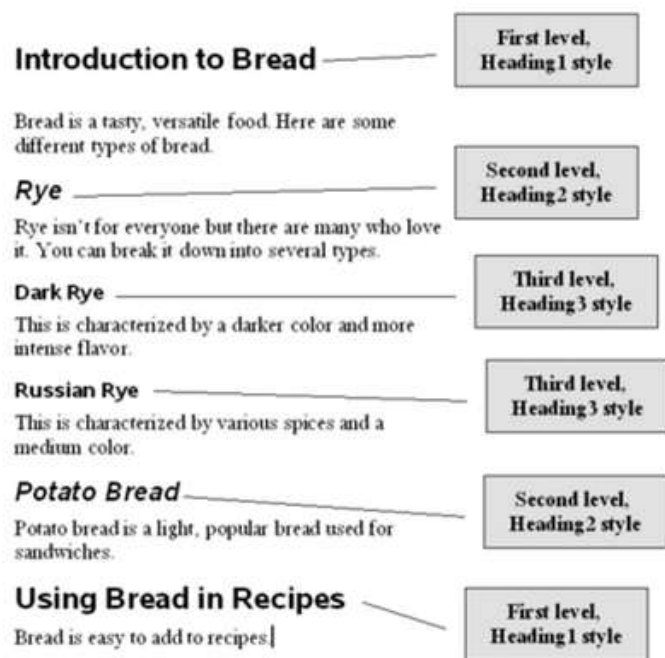 Introduction to Bread
First level,
Heading1 style
Bread is a tasty, versatile food. Here are some
different types of bread.
Rye
Second level,
Heading2 style
Rye isn't for everyone but there are many who love
it. You can break it down into several types.
Dark Rye
Third level,
Heading3 style
This is characterized by a darker color and more
intense flavor.
Russian Rye
Third level,
Heading3 style
This is characterized by various spices and a
medium color.
Potato Bread
Second level,
Heading2 style
Potato bread is a light, popular bread used for
sandwiches.
Using Bread in Recipes
First level,
Heading1 style
Bread is easy to add to recipes.